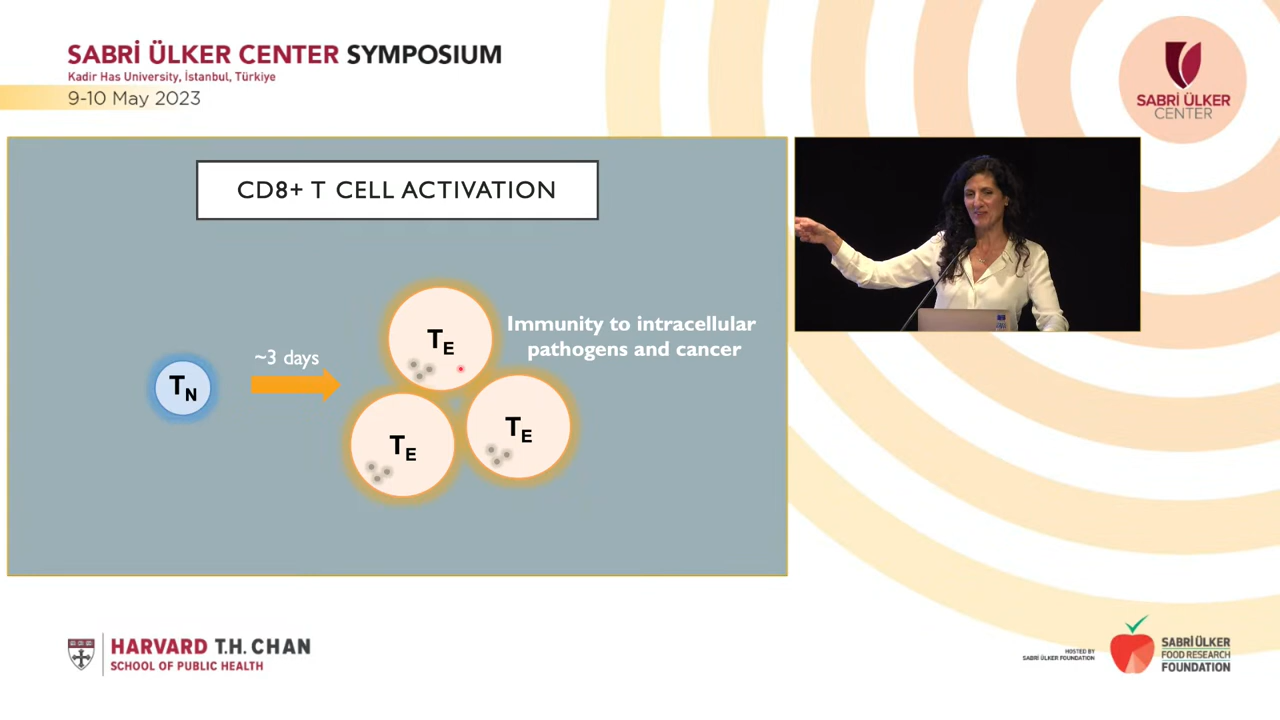 SABRİ ÜLKER CENTER SYMPOSIUM
Kadir Has University, İstanbul, Türkiye
9-10 May 2023
SABRİ ÜLKER
CENTER
CD8+ T CELL ACTIVATION
TE
Immunity to intracellular
pathogens and cancer
~3 days
TN
TE
TE
HARVARD T.H. CHAN
SCHOOL OF PUBLIC HEALTH
HOSTED BY
SABRİ ÜLKER FOUNDATION
SABRİ ÜLKER
FOOD RESEARCH
FOUNDATION